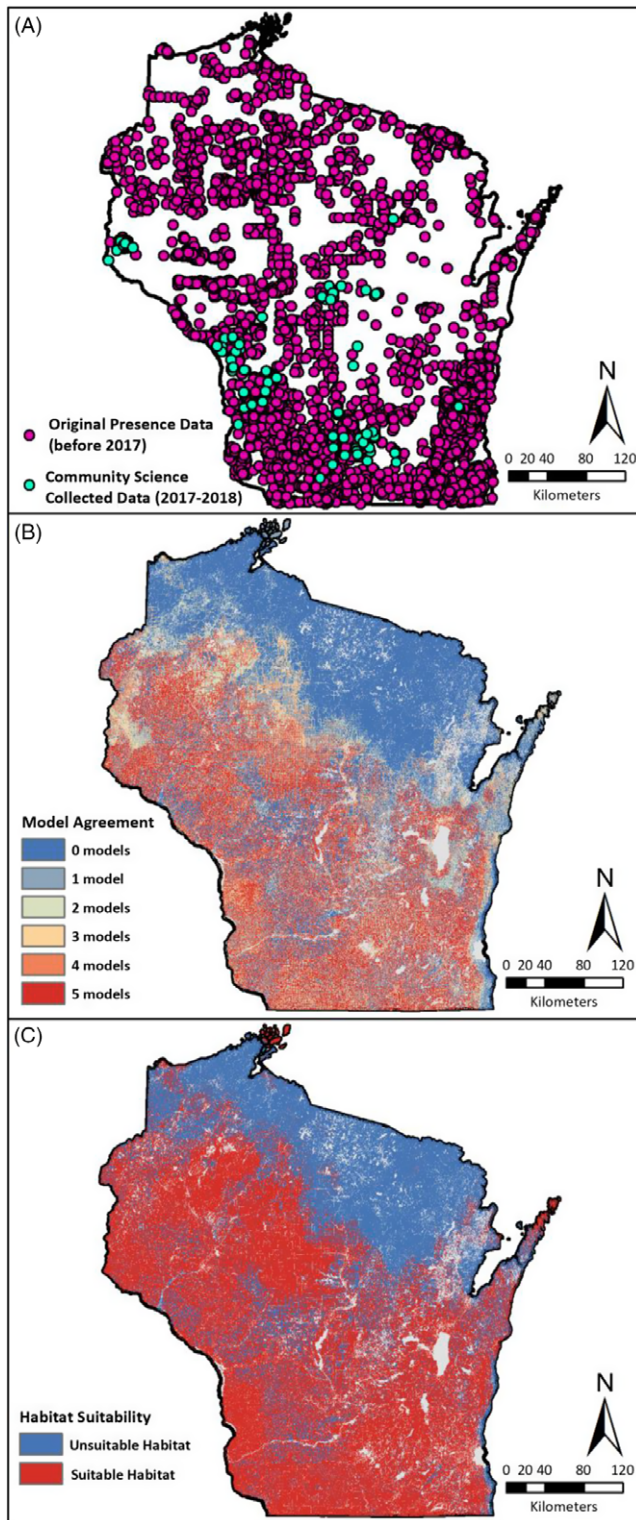 (A)
N
Original Presence Data
(before 2017)
Community Science
Collected Data (2017-2018)
0 20 40 80 120
Kilometers
(B)
Model Agreement
0 models
1 model
2 models
3 models
4 models
5 models
N
0 20 40 80 120
Kilometers
(C)
Habitat Suitability
Unsuitable Habitat
Suitable Habitat
N
0 20 40 80 120
Kilometers